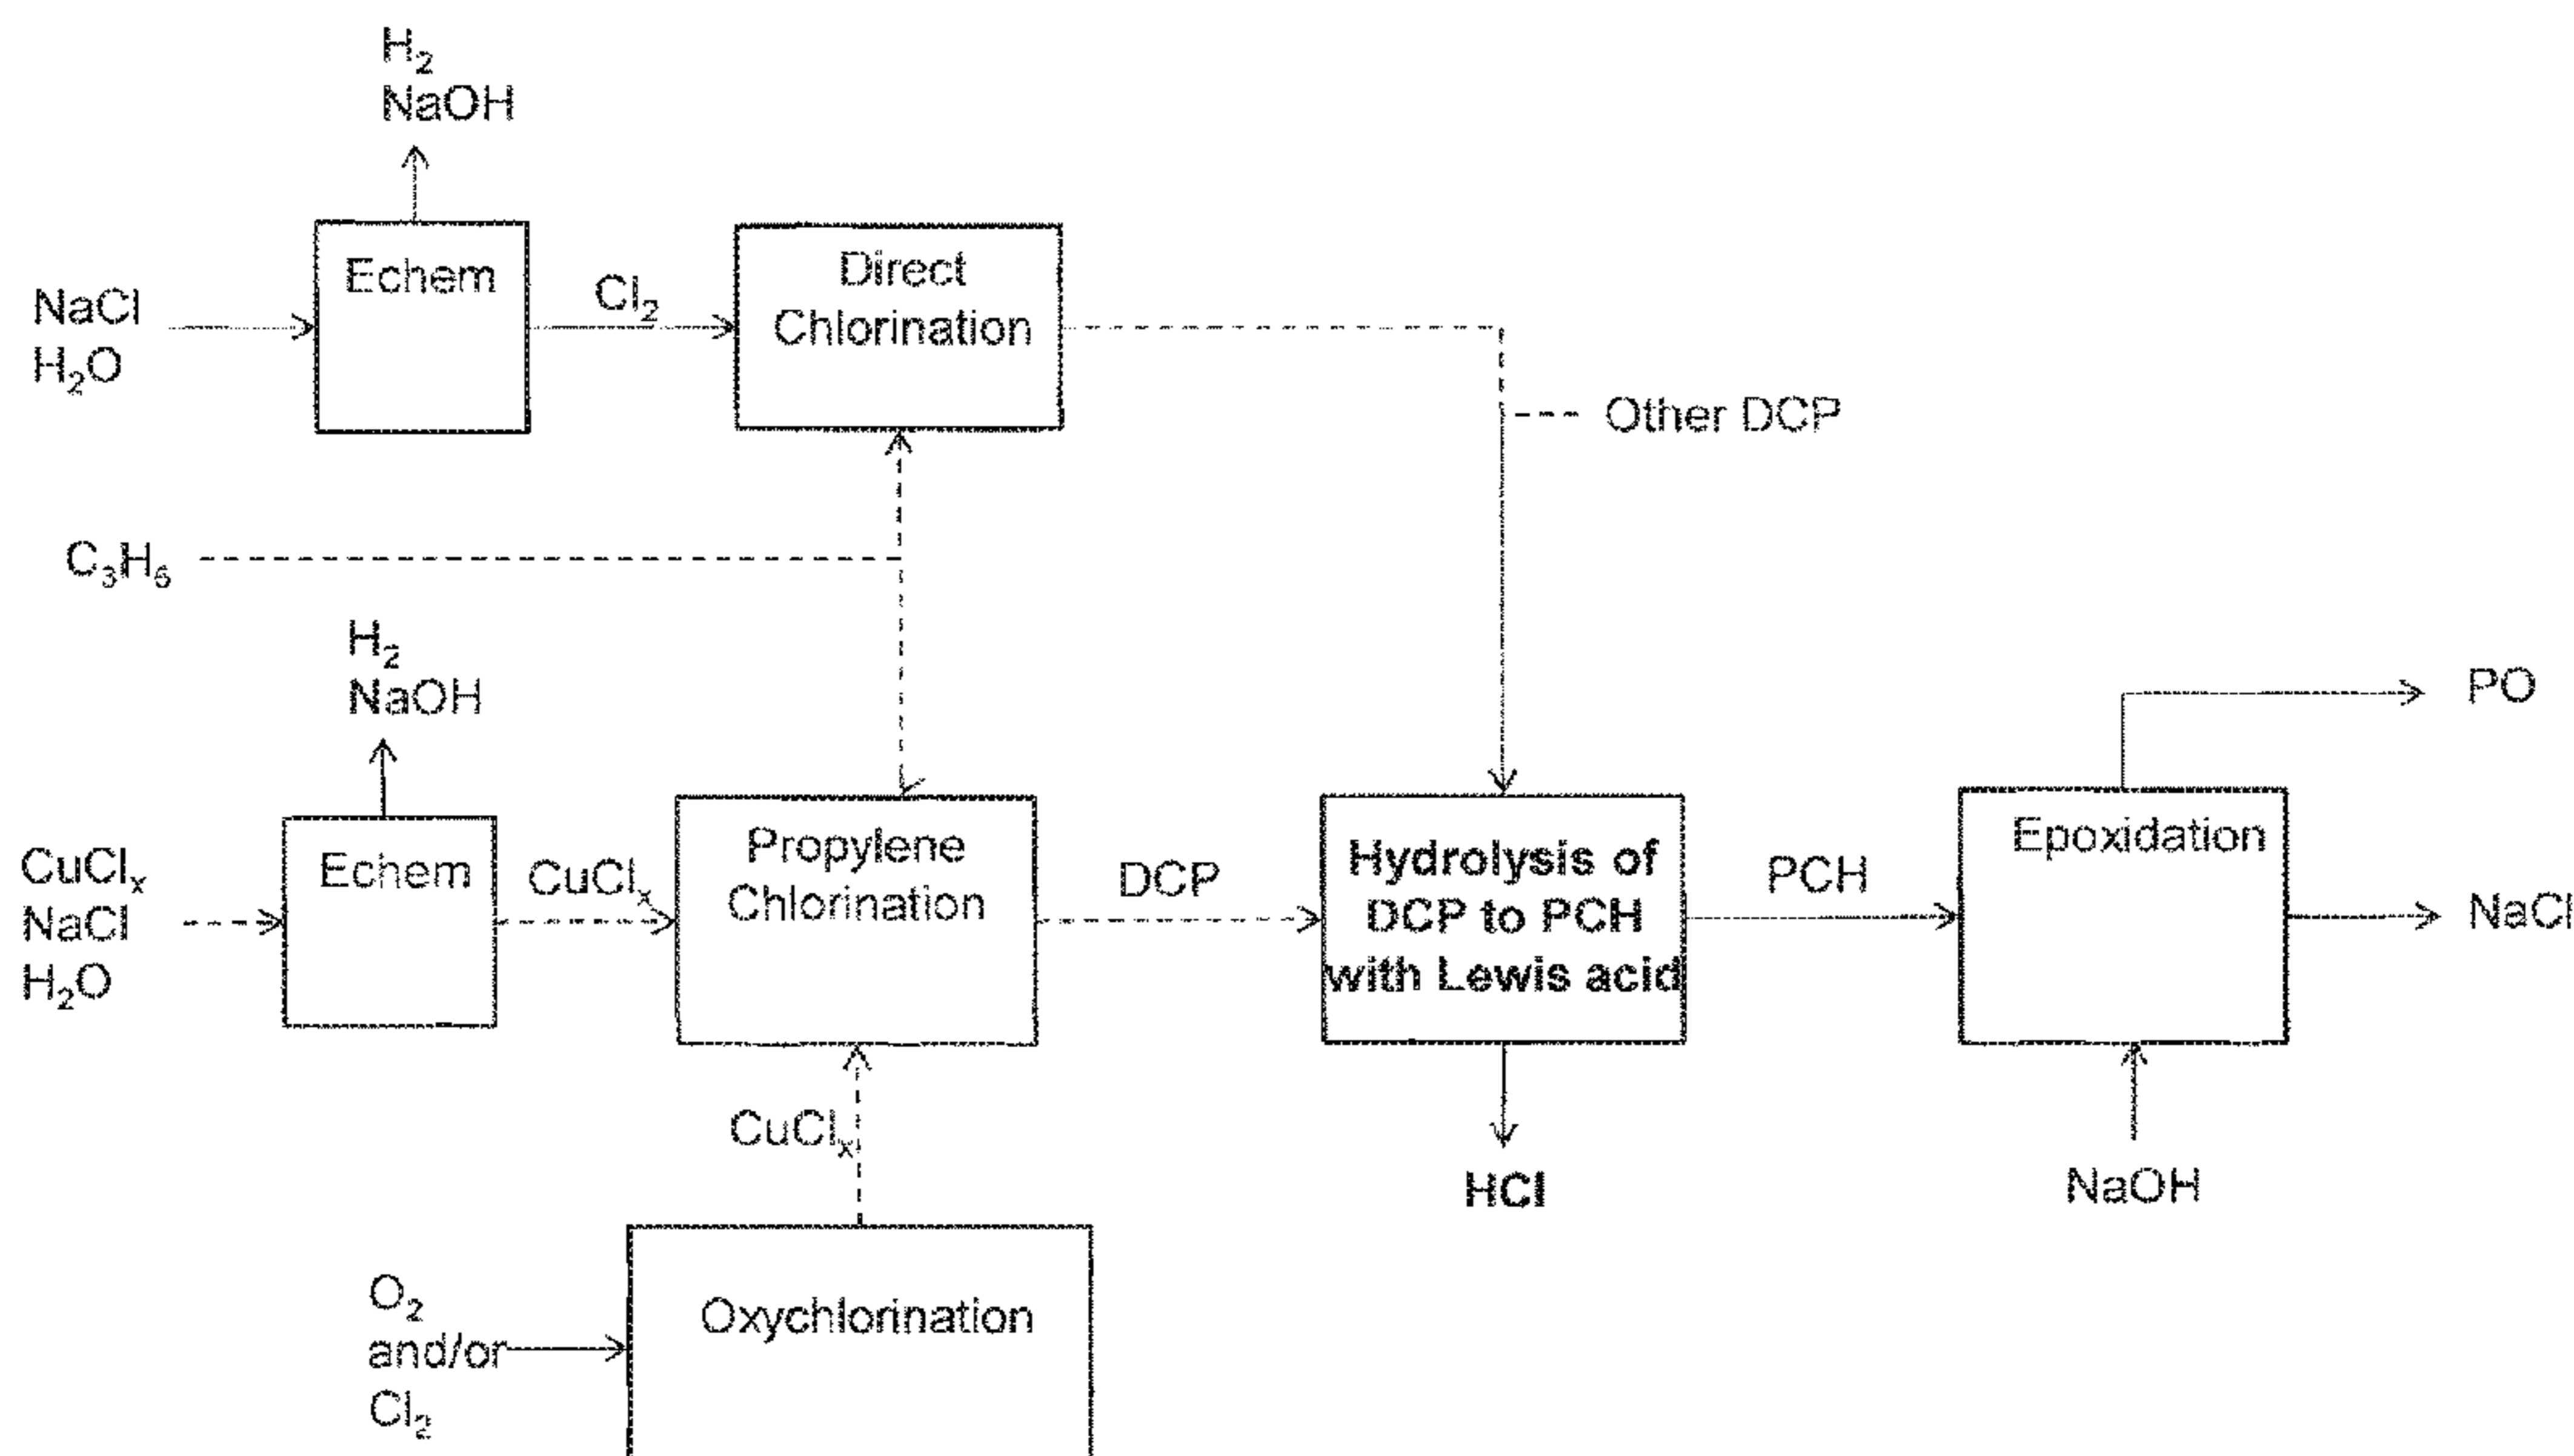 H₂
NaOH
Echem
NaCl
H₂O
Cl₂
Direct
Chlorination
Other DCP
C₃H₆
H₂
NaOH
CuClₓ
NaCl
H₂O
Echem
CuClₓ
Propylene
Chlorination
DCP
Hydrolysis of
DCP to PCH
with Lewis acid
PCH
Epoxidation
PO
NaCl
CuClₓ
HCl
NaOH
O₂
and/or
Cl₂
Oxychlorination